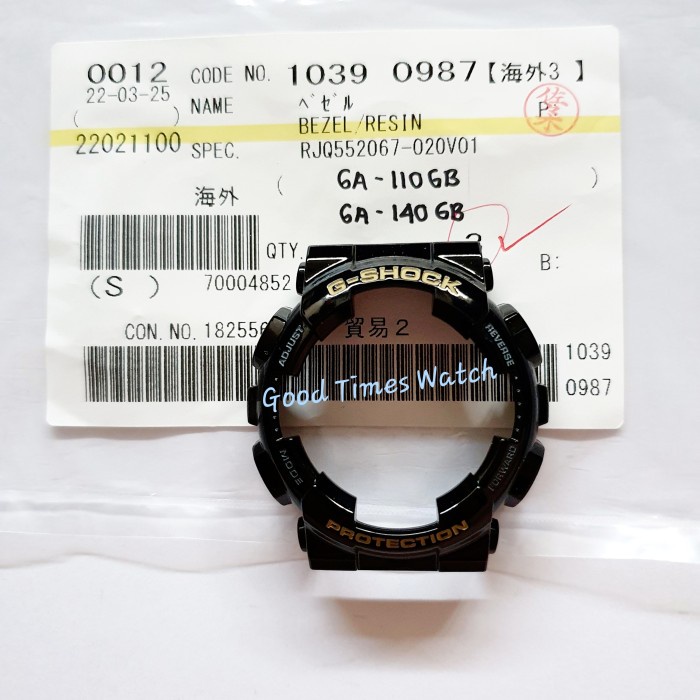 0012 CODE NO. 1039 0987【海外3 】
22-03-25 NAME ﾍﾞｾﾞﾙ P
( ) BEZEL/RESIN
22021100 SPEC. RJQ552067-020V01
海外 ( GA-110GB )
GA-140GB
QTY. B:
(S ) 70004852
CON.NO. 182556 貿易2
1039
0987
G-SHOCK
ADJUST REVERSE
Good Times Watch
MODE FORWARD
PROTECTION